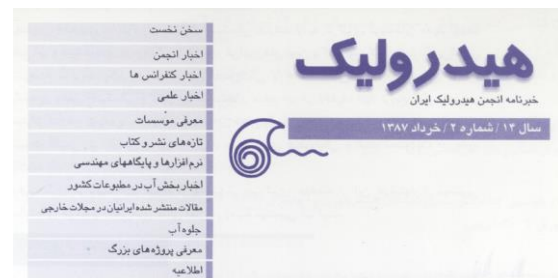 هیدرولیک
خبرنامه انجمن هیدرولیک ایران
سال ۱۴ / شماره ۲ / خرداد ۱۳۸۷
سخن نخست
اخبار انجمن
اخبار کنفرانس ها
اخبار علمی
معرفی مؤسسات
تازه های نشر و کتاب
نرم افزارها و پایگاههای مهندسی
اخبار بخش آب در مطبوعات کشور
مقالات منتشر شده ایرانیان در مجلات خارجی
جلوه آب
معرفی پروژه های بزرگ
اطلاعیه